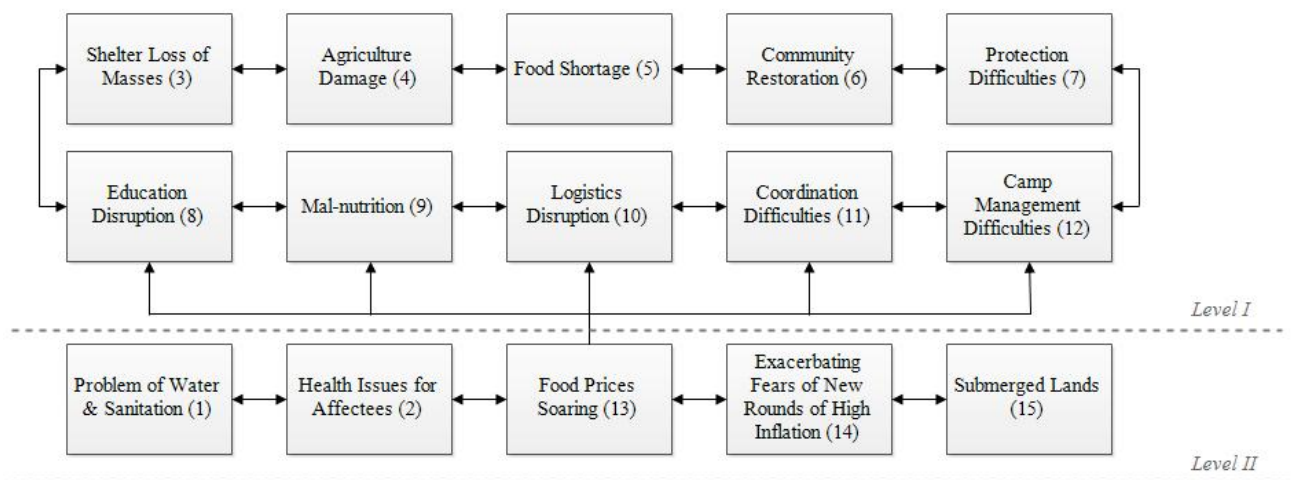 Shelter Loss of
Masses (3)
Agriculture
Damage (4)
Food Shortage (5)
Community
Restoration (6)
Protection
Difficulties (7)
Education
Disruption (8)
Mal-nutrition (9)
Logistics
Disruption (10)
Coordination
Difficulties (11)
Camp
Management
Difficulties (12)
Level I
Problem of Water
& Sanitation (1)
Health Issues for
Affectees (2)
Food Prices
Soaring (13)
Exacerbating
Fears of New
Rounds of High
Inflation (14)
Submerged Lands
(15)
Level II